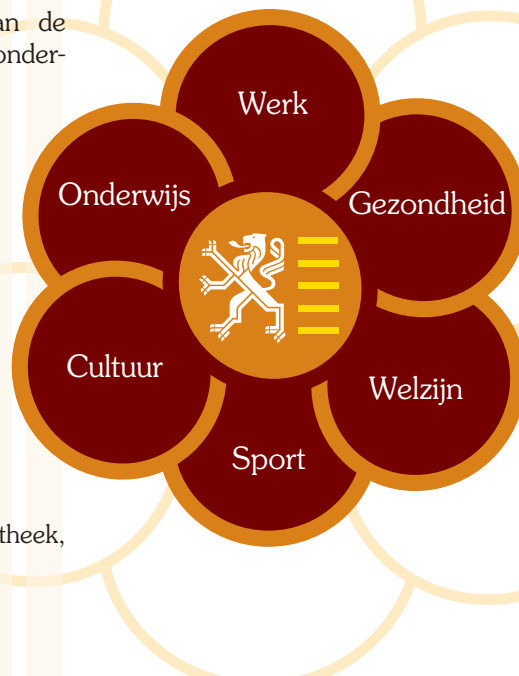 an de
onder-
Werk
Onderwijs
Gezondheid
Cultuur
Welzijn
Sport
theek,